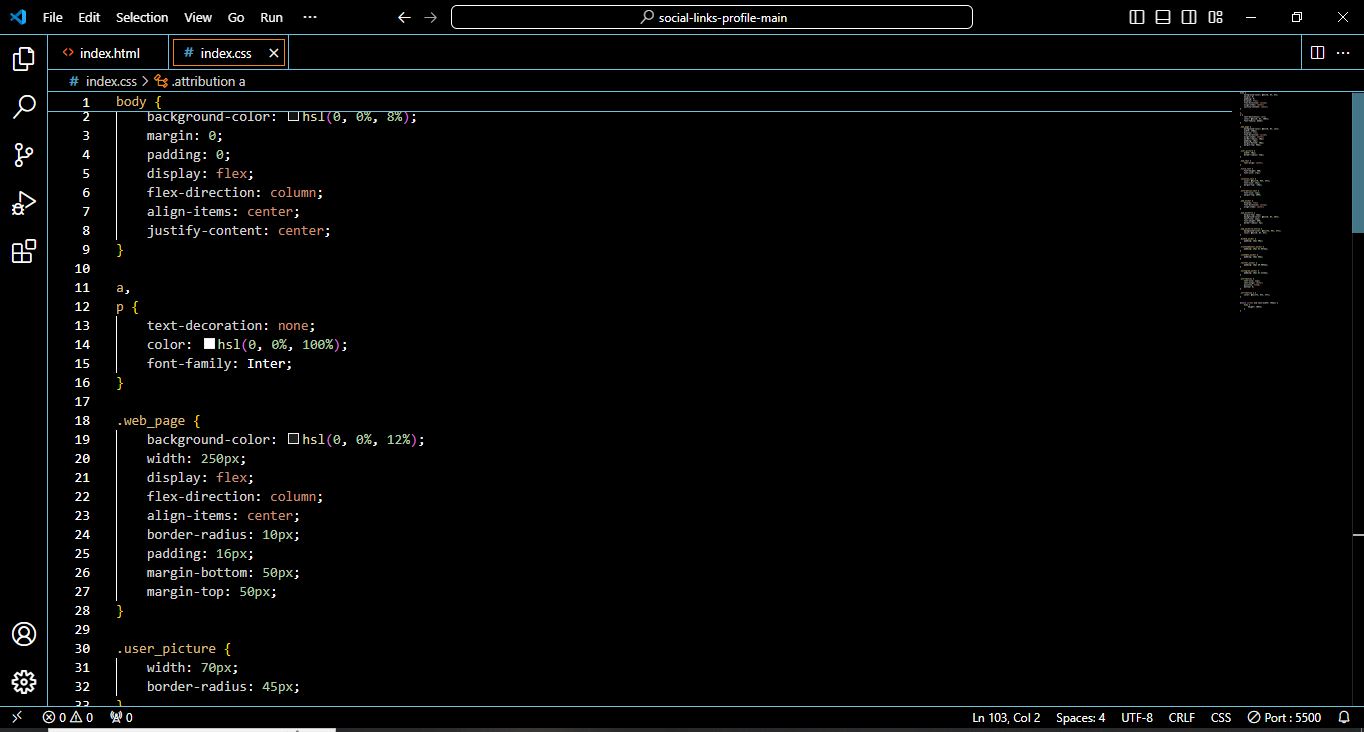 File Edit Selection View Go Run ···
social-links-profile-main
index.html
# index.css
# index.css > .attribution a
1 body {
2 background-color: hsl(0, 0%, 8%);
3 margin: 0;
4 padding: 0;
5 display: flex;
6 flex-direction: column;
7 align-items: center;
8 justify-content: center;
9 }
10
11 a,
12 p {
13 text-decoration: none;
14 color: hsl(0, 0%, 100%);
15 font-family: Inter;
16 }
17
18 .web_page {
19 background-color: hsl(0, 0%, 12%);
20 width: 250px;
21 display: flex;
22 flex-direction: column;
23 align-items: center;
24 border-radius: 10px;
25 padding: 16px;
26 margin-bottom: 50px;
27 margin-top: 50px;
28 }
29
30 .user_picture {
31 width: 70px;
32 border-radius: 45px;
33 }
0 0 0 Ln 103, Col 2 Spaces: 4 UTF-8 CRLF CSS Port : 5500